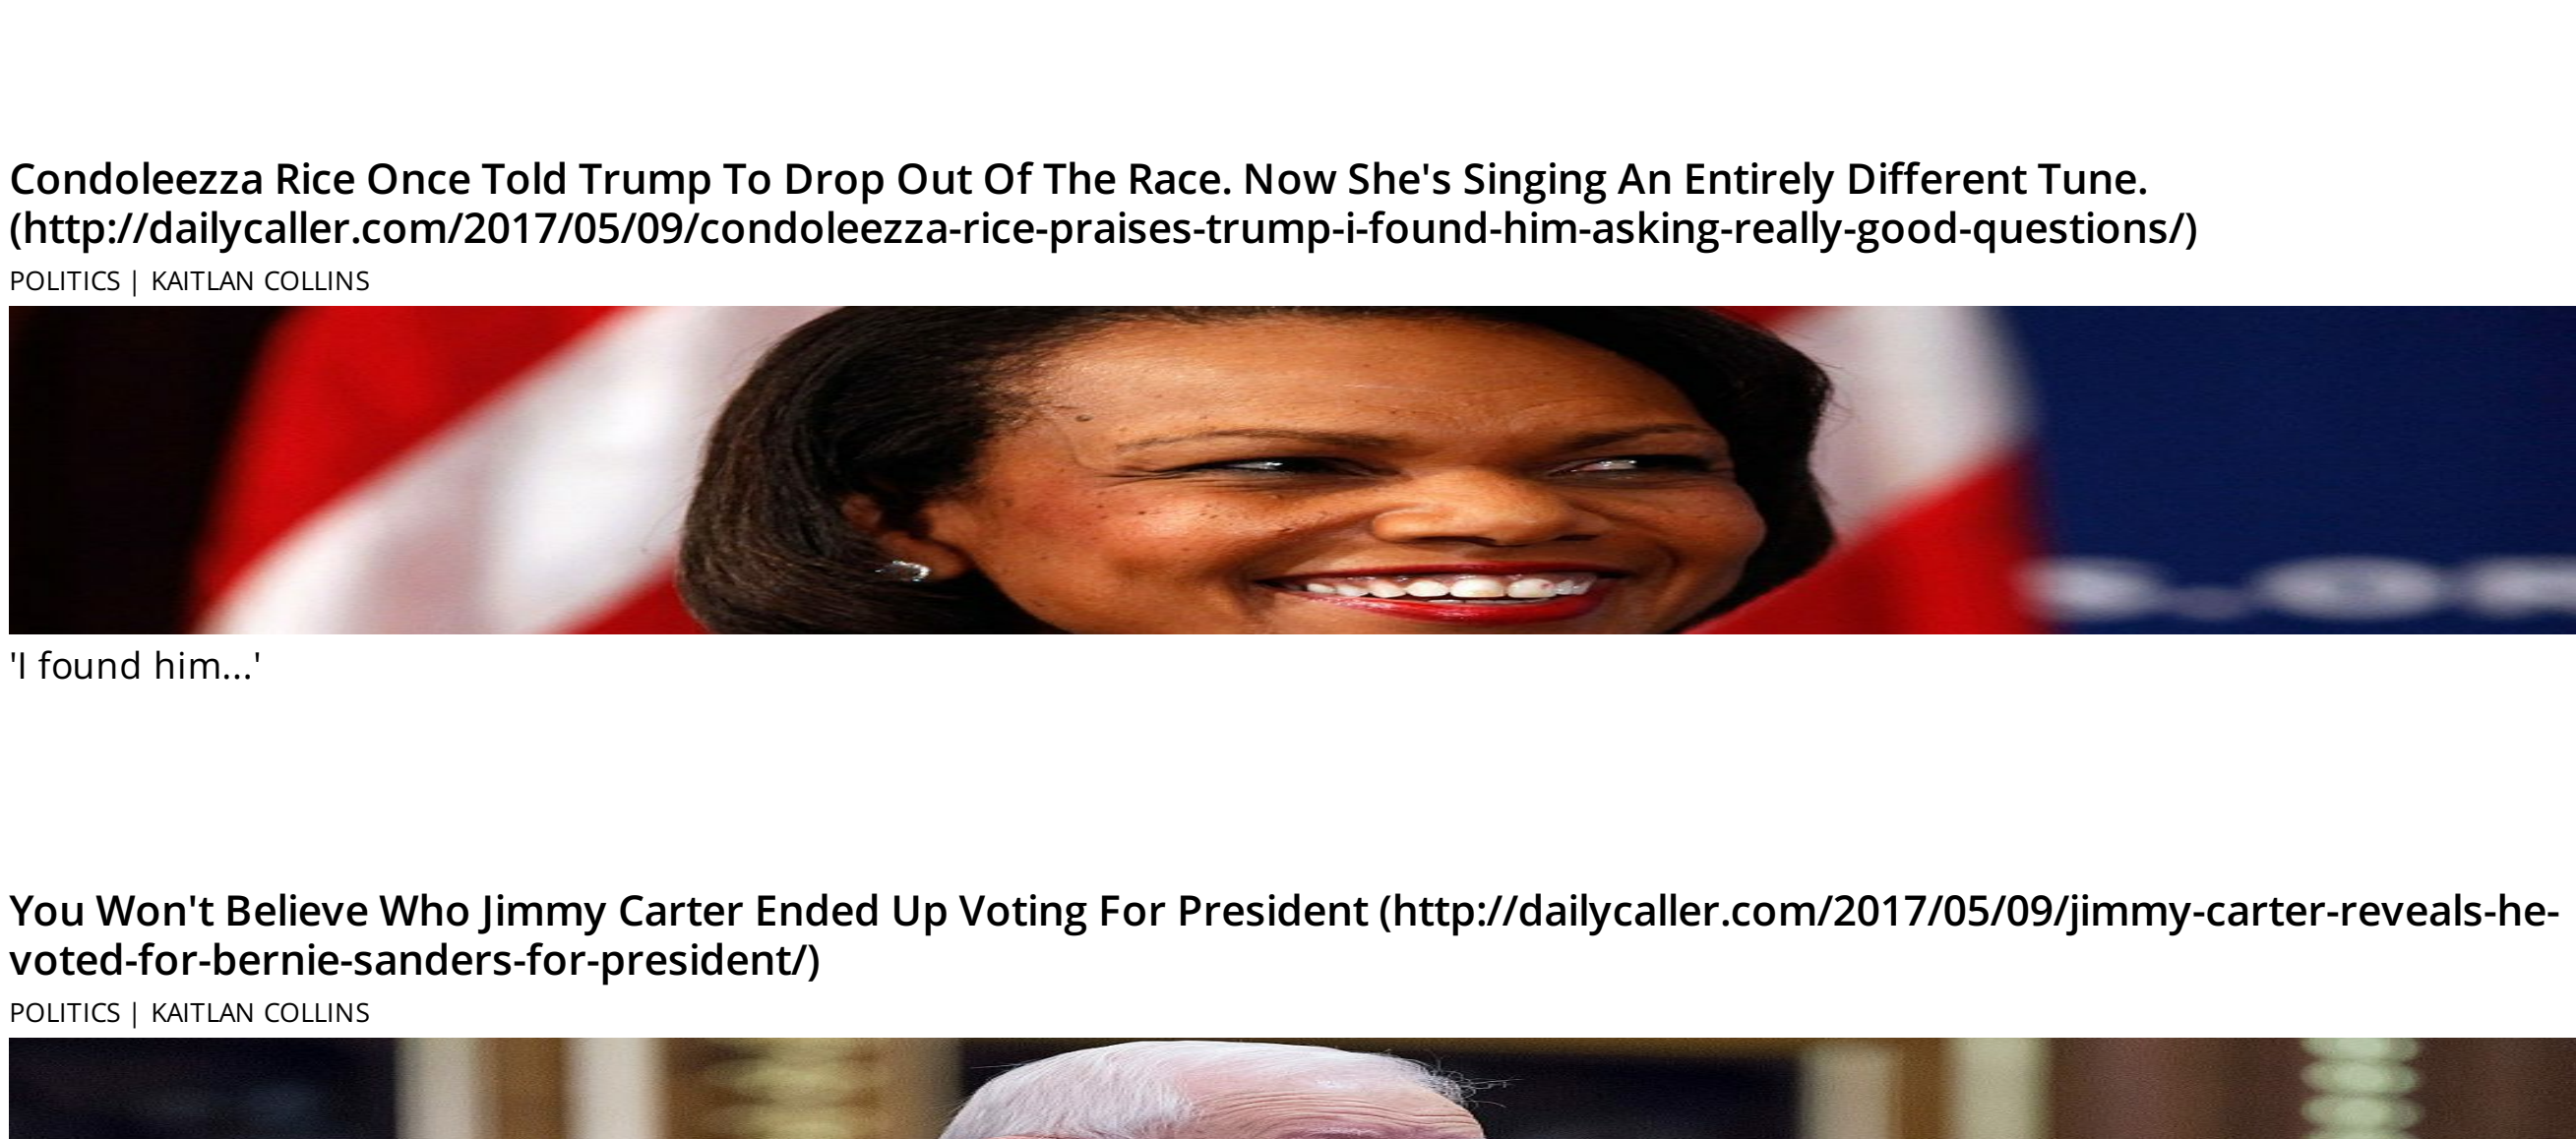 Condoleezza Rice Once Told Trump To Drop Out Of The Race. Now She's Singing An Entirely Different Tune.
(http://dailycaller.com/2017/05/09/condoleezza-rice-praises-trump-i-found-him-asking-really-good-questions/)
POLITICS | KAITLAN COLLINS
'I found him...'
You Won't Believe Who Jimmy Carter Ended Up Voting For President (http://dailycaller.com/2017/05/09/jimmy-carter-reveals-he-
voted-for-bernie-sanders-for-president/)
POLITICS | KAITLAN COLLINS